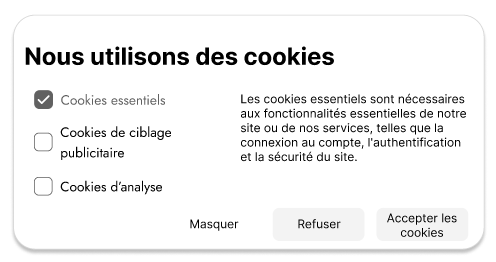 Nous utilisons des cookies
Cookies essentiels
Cookies de ciblage
publicitaire
Cookies d’analyse
Les cookies essentiels sont nécessaires
aux fonctionnalités essentielles de notre
site ou de nos services, telles que la
connexion au compte, l'authentification
et la sécurité du site.
Masquer
Refuser
Accepter les
cookies